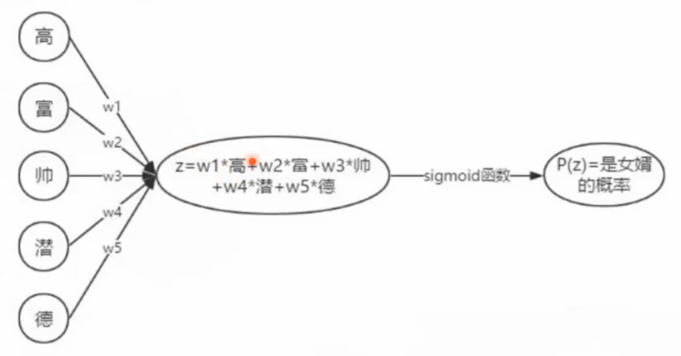 高
富
帅
潜
德
w1
w2
w3
w4
w5
z=w1*高+w2*富+w3*帅
+w4*潜+w5*德
sigmoid函数
P(z)=是女婿
的概率